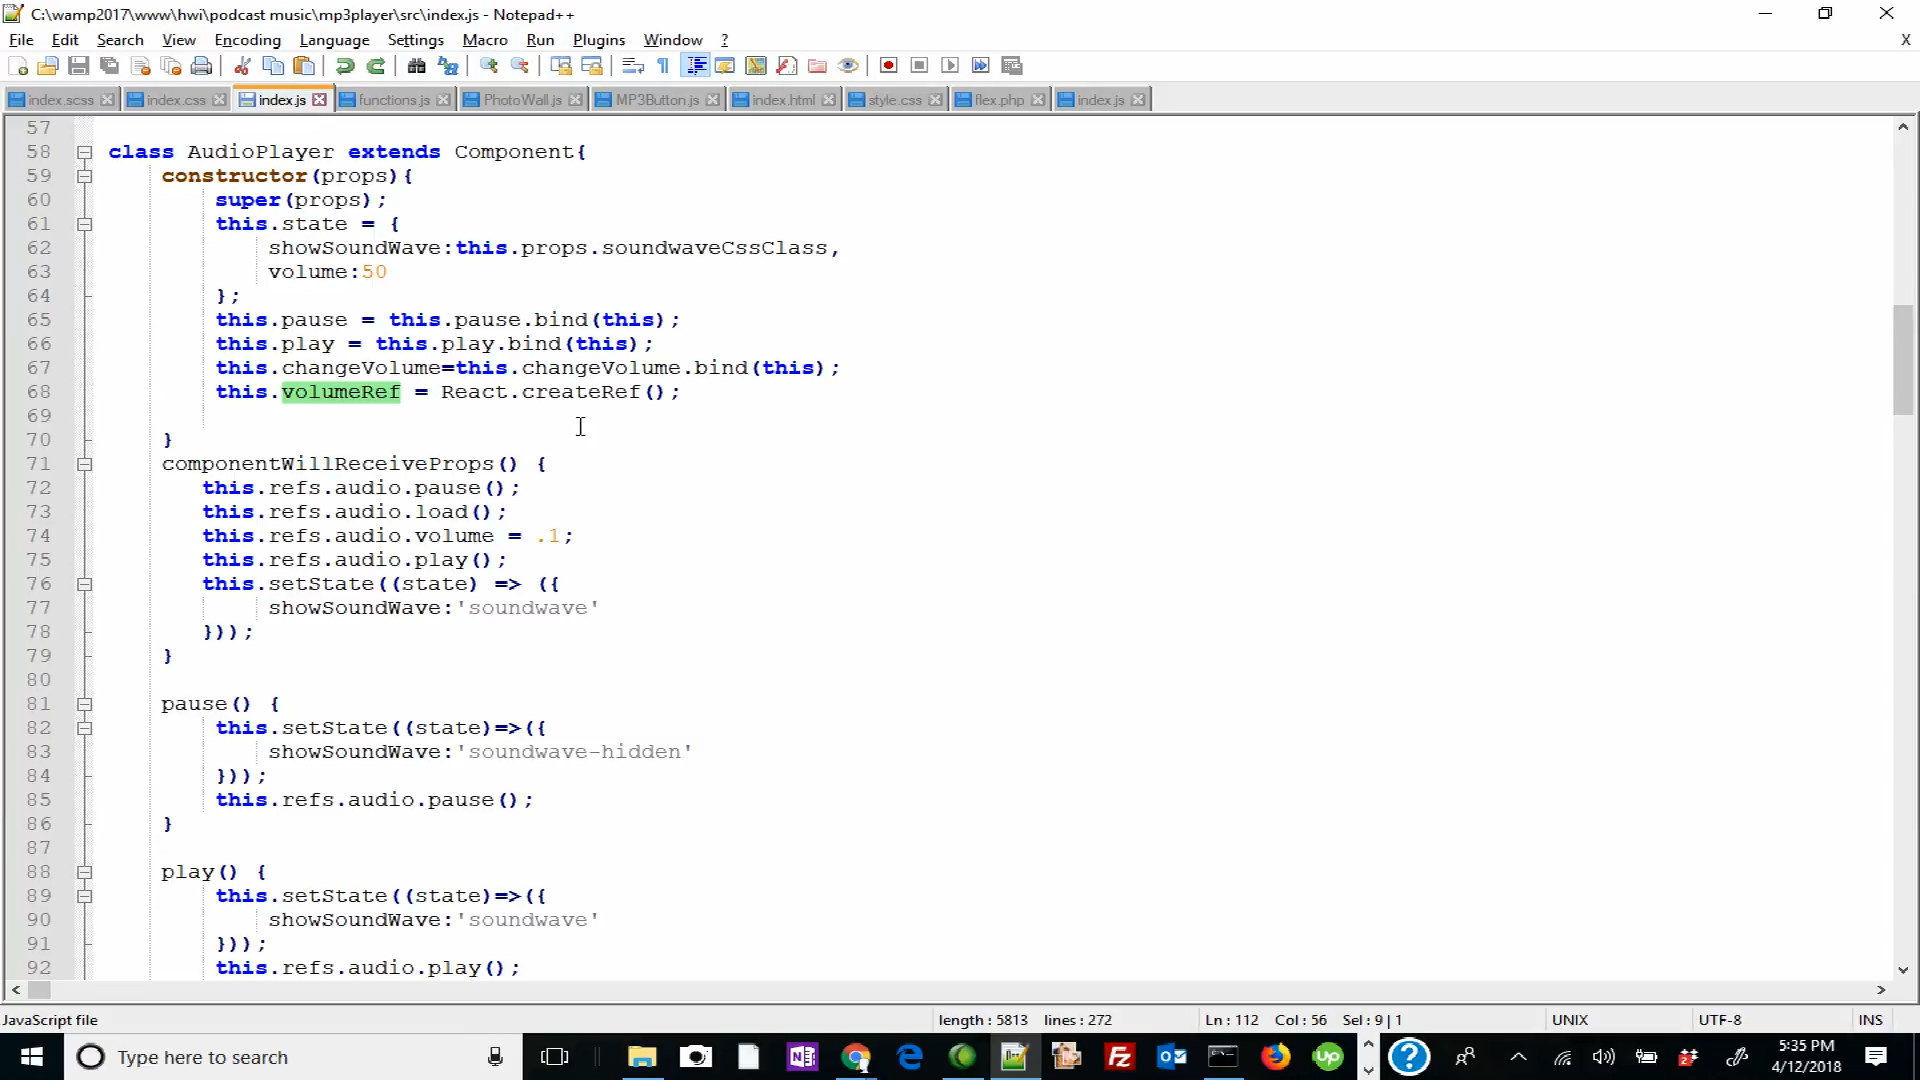 C:\wamp2017\www\hwi\podcast music\mp3player\src\index.js - Notepad++
File Edit Search View Encoding Language Settings Macro Run Plugins Window ? X
index.scss index.css index.js functions.js PhotoWall.js MP3Button.js index.html style.css flex.php index.js
57
58 class AudioPlayer extends Component{
59 constructor(props){
60 super(props);
61 this.state = {
62 showSoundWave:this.props.soundwaveCssClass,
63 volume:50
64 };
65 this.pause = this.pause.bind(this);
66 this.play = this.play.bind(this);
67 this.changeVolume=this.changeVolume.bind(this);
68 this.volumeRef = React.createRef();
69
70 }
71 componentWillReceiveProps() {
72 this.refs.audio.pause();
73 this.refs.audio.load();
74 this.refs.audio.volume = .1;
75 this.refs.audio.play();
76 this.setState((state) => ({
77 showSoundWave:'soundwave'
78 }));
79 }
80
81 pause() {
82 this.setState((state)=>({
83 showSoundWave:'soundwave-hidden'
84 }));
85 this.refs.audio.pause();
86 }
87
88 play() {
89 this.setState((state)=>({
90 showSoundWave:'soundwave'
91 }));
92 this.refs.audio.play();
JavaScript file length : 5813 lines : 272 Ln : 112 Col : 56 Sel : 9 | 1 UNIX UTF-8 INS
Type here to search
5:35 PM
4/12/2018